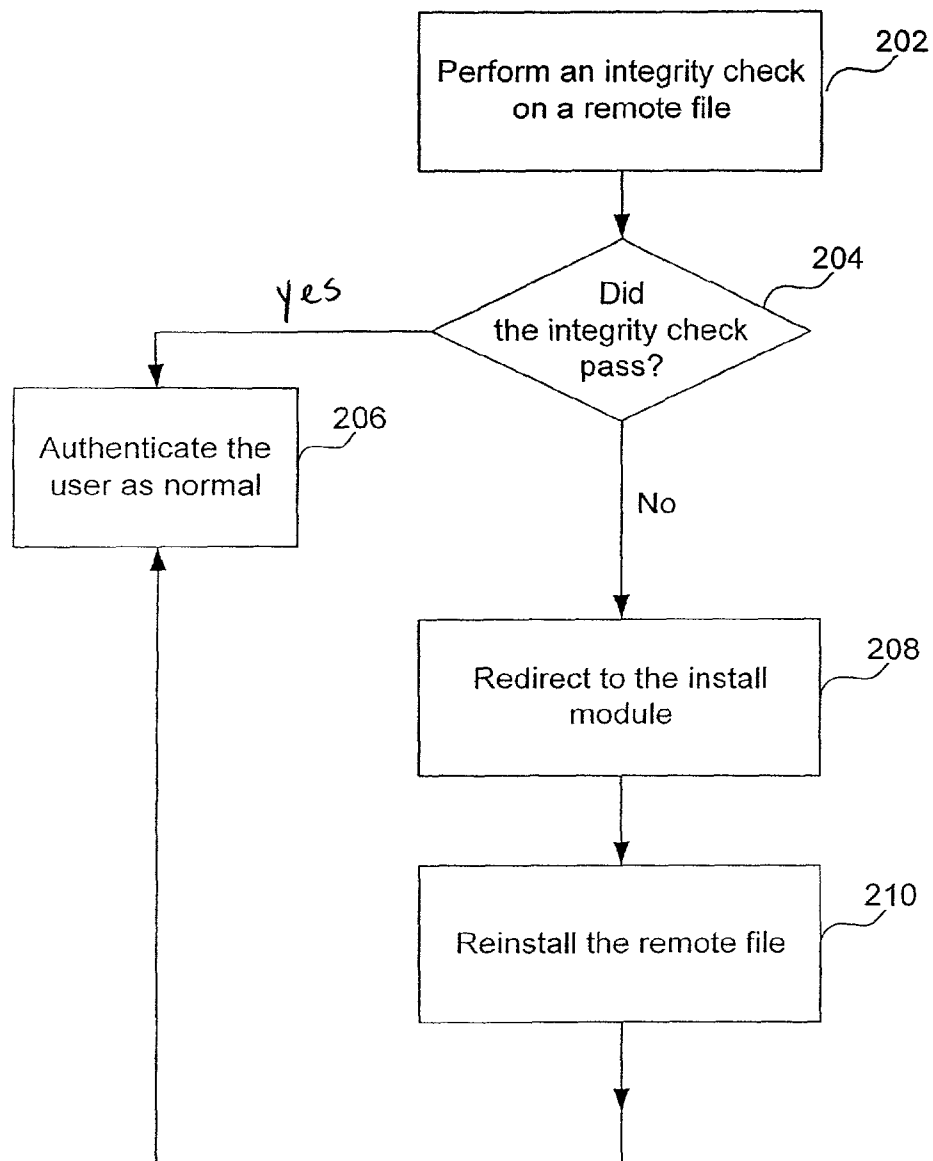 Perform an integrity check
on a remote file
202
Did
the integrity check
pass?
204
yes
Authenticate the
user as normal
206
No
Redirect to the install
module
208
Reinstall the remote file
210